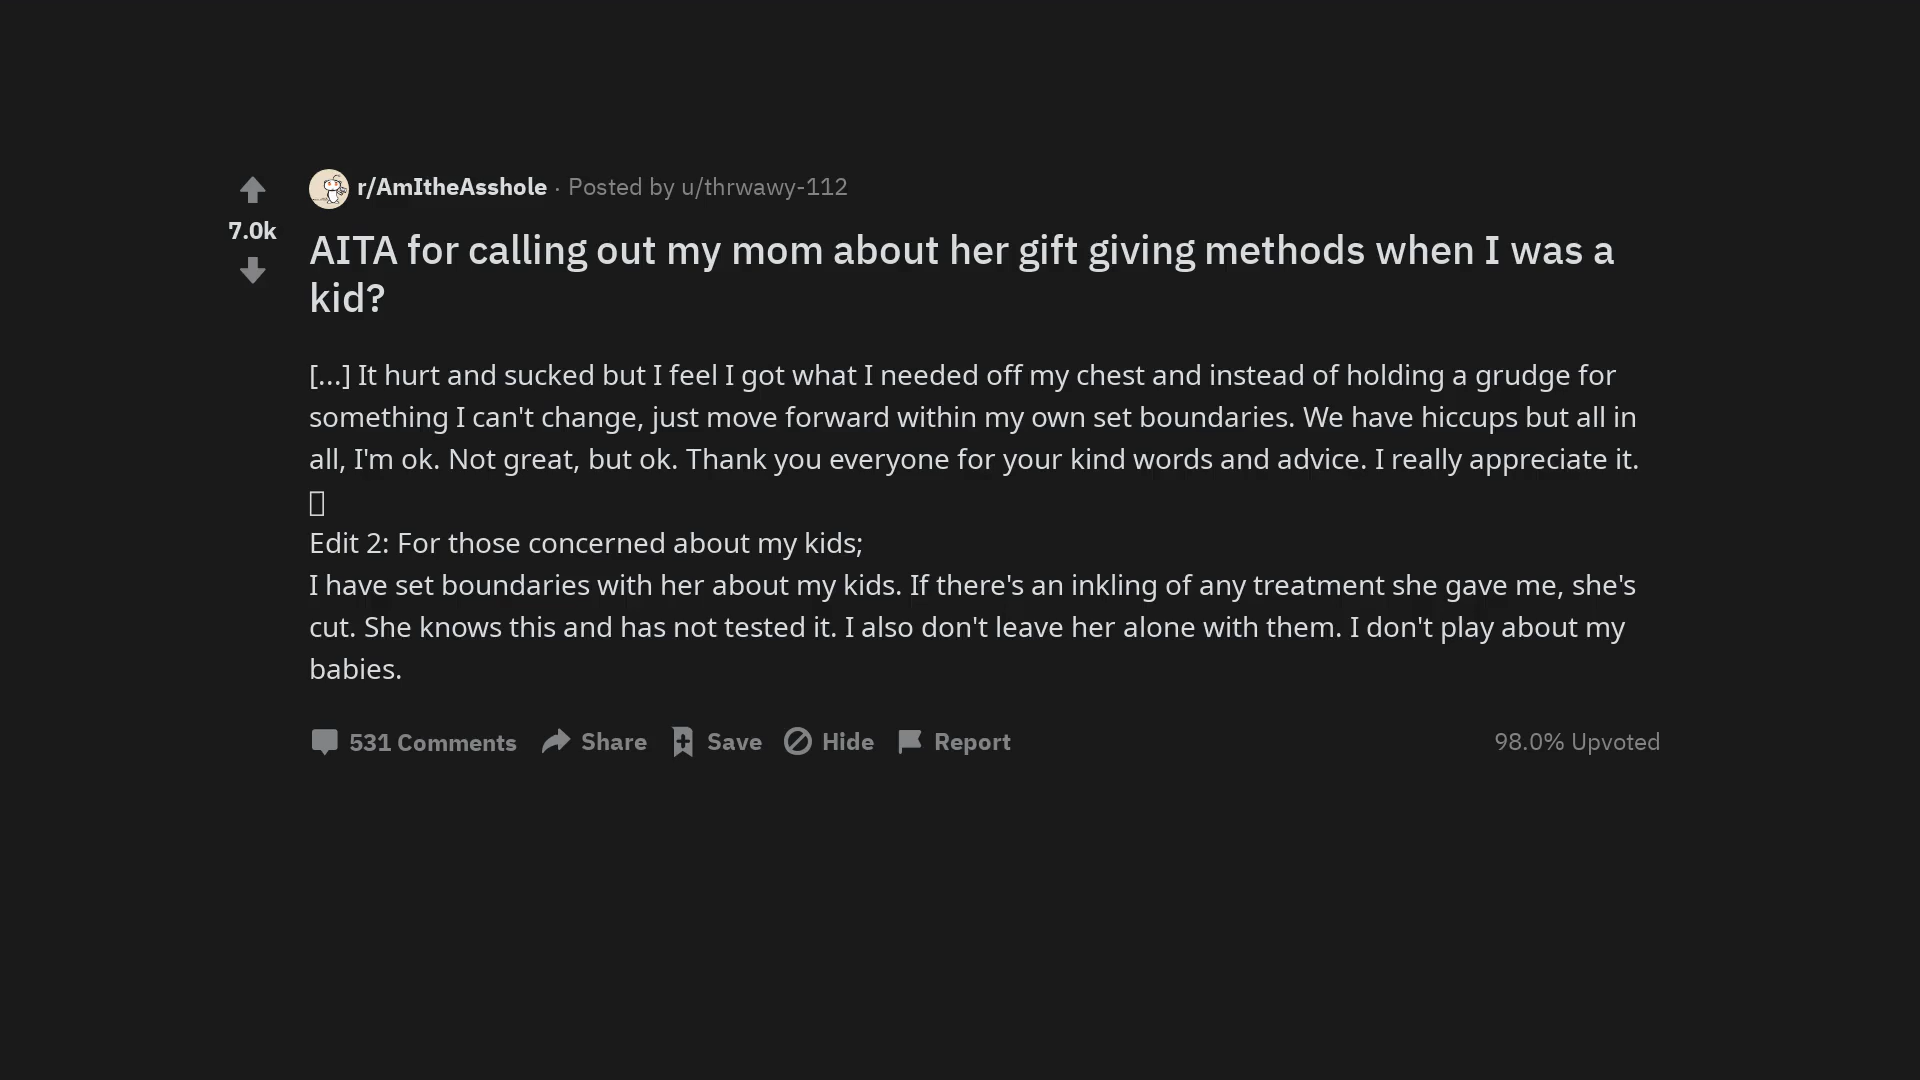 r/AmItheAsshole · Posted by u/thrwawy-112
7.0k
AITA for calling out my mom about her gift giving methods when I was a
kid?
[...] It hurt and sucked but I feel I got what I needed off my chest and instead of holding a grudge for
something I can't change, just move forward within my own set boundaries. We have hiccups but all in
all, I'm ok. Not great, but ok. Thank you everyone for your kind words and advice. I really appreciate it.
Edit 2: For those concerned about my kids;
I have set boundaries with her about my kids. If there's an inkling of any treatment she gave me, she's
cut. She knows this and has not tested it. I also don't leave her alone with them. I don't play about my
babies.
531 Comments Share Save Hide Report 98.0% Upvoted